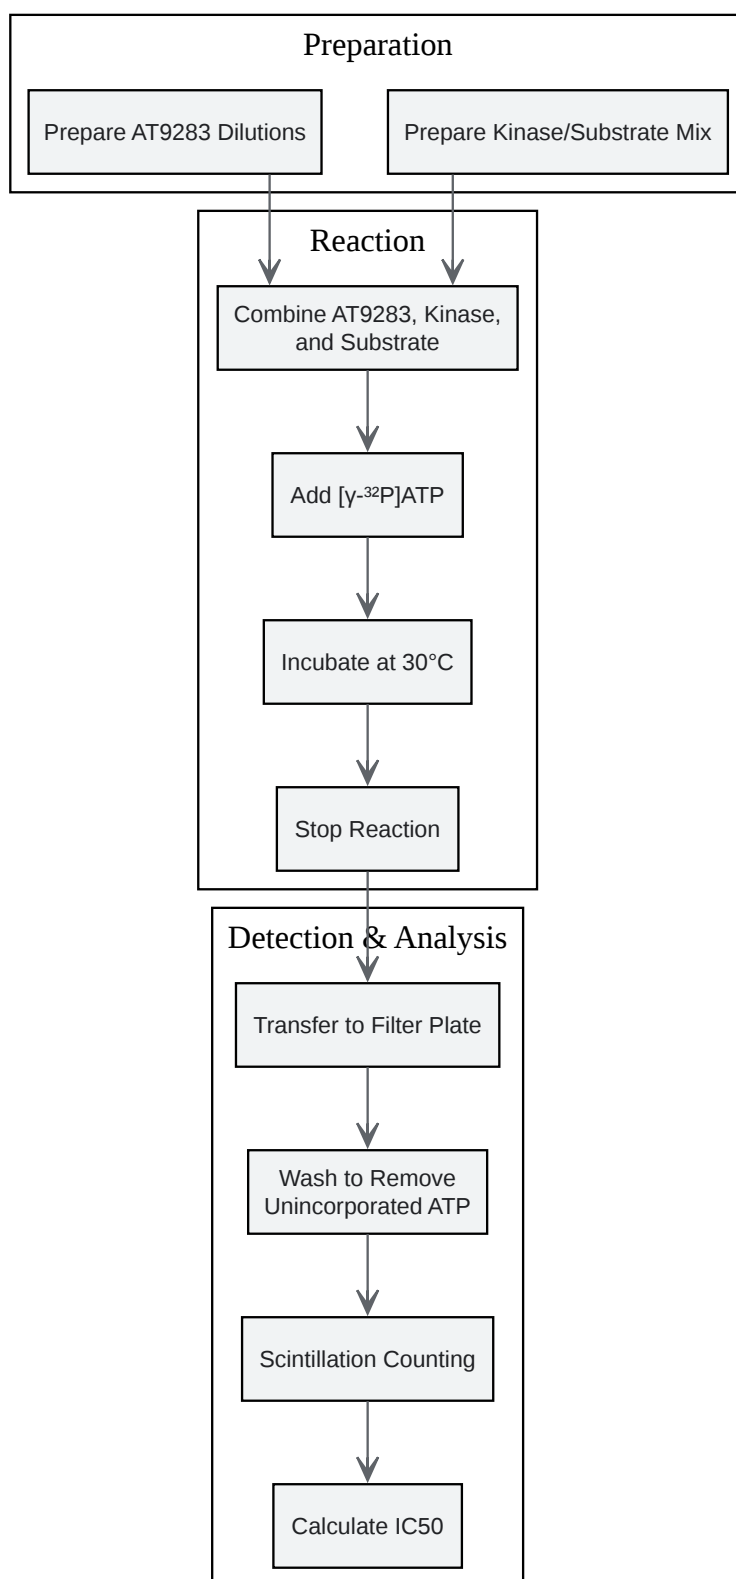 Preparation
Prepare AT9283 Dilutions
Prepare Kinase/Substrate Mix
Reaction
Combine AT9283, Kinase,
and Substrate
Add [γ-³²P]ATP
Incubate at 30°C
Stop Reaction
Detection & Analysis
Transfer to Filter Plate
Wash to Remove
Unincorporated ATP
Scintillation Counting
Calculate IC50